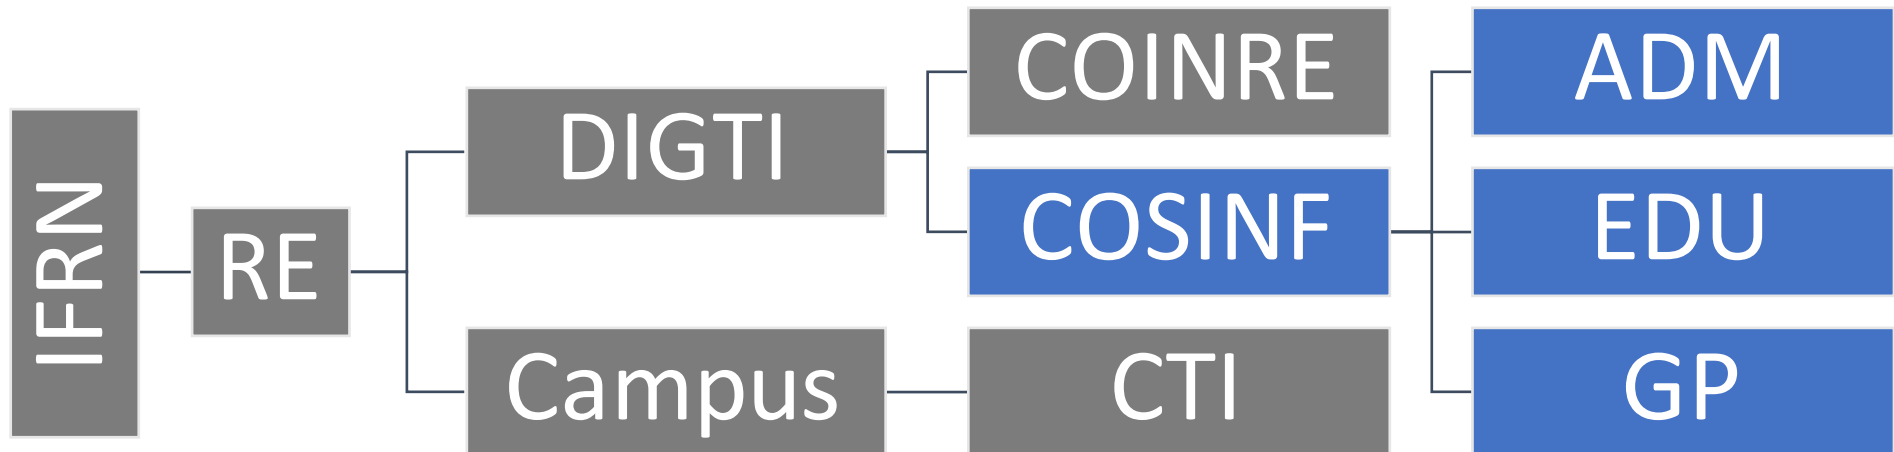 IFRN
RE
DIGTI
Campus
COINRE
COSINF
CTI
ADM
EDU
GP